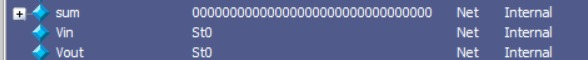 sum 00000000000000000000000000000000 Net Internal
Vin St0 Net Internal
Vout St0 Net Internal